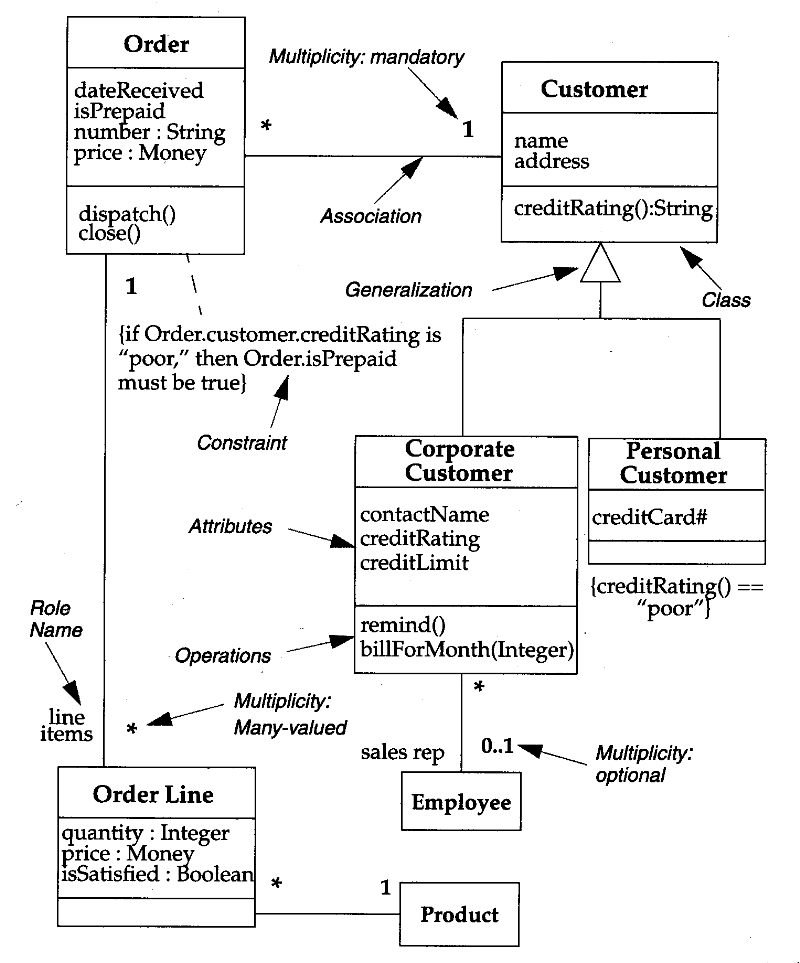 Order
dateReceived
isPrepaid
number : String
price : Money
dispatch()
close()
Multiplicity: mandatory
*
1
Association
Customer
name
address
creditRating():String
Generalization
Class
1
{if Order.customer.creditRating is
“poor,” then Order.isPrepaid
must be true}
Constraint
Corporate
Customer
contactName
creditRating
creditLimit
remind()
billForMonth(Integer)
Attributes
Operations
Personal
Customer
creditCard#
{creditRating() ==
“poor”}
Role
Name
line
items
*
Multiplicity:
Many-valued
*
sales rep
0..1
Multiplicity:
optional
Employee
Order Line
quantity : Integer
price : Money
isSatisfied : Boolean
*
1
Product